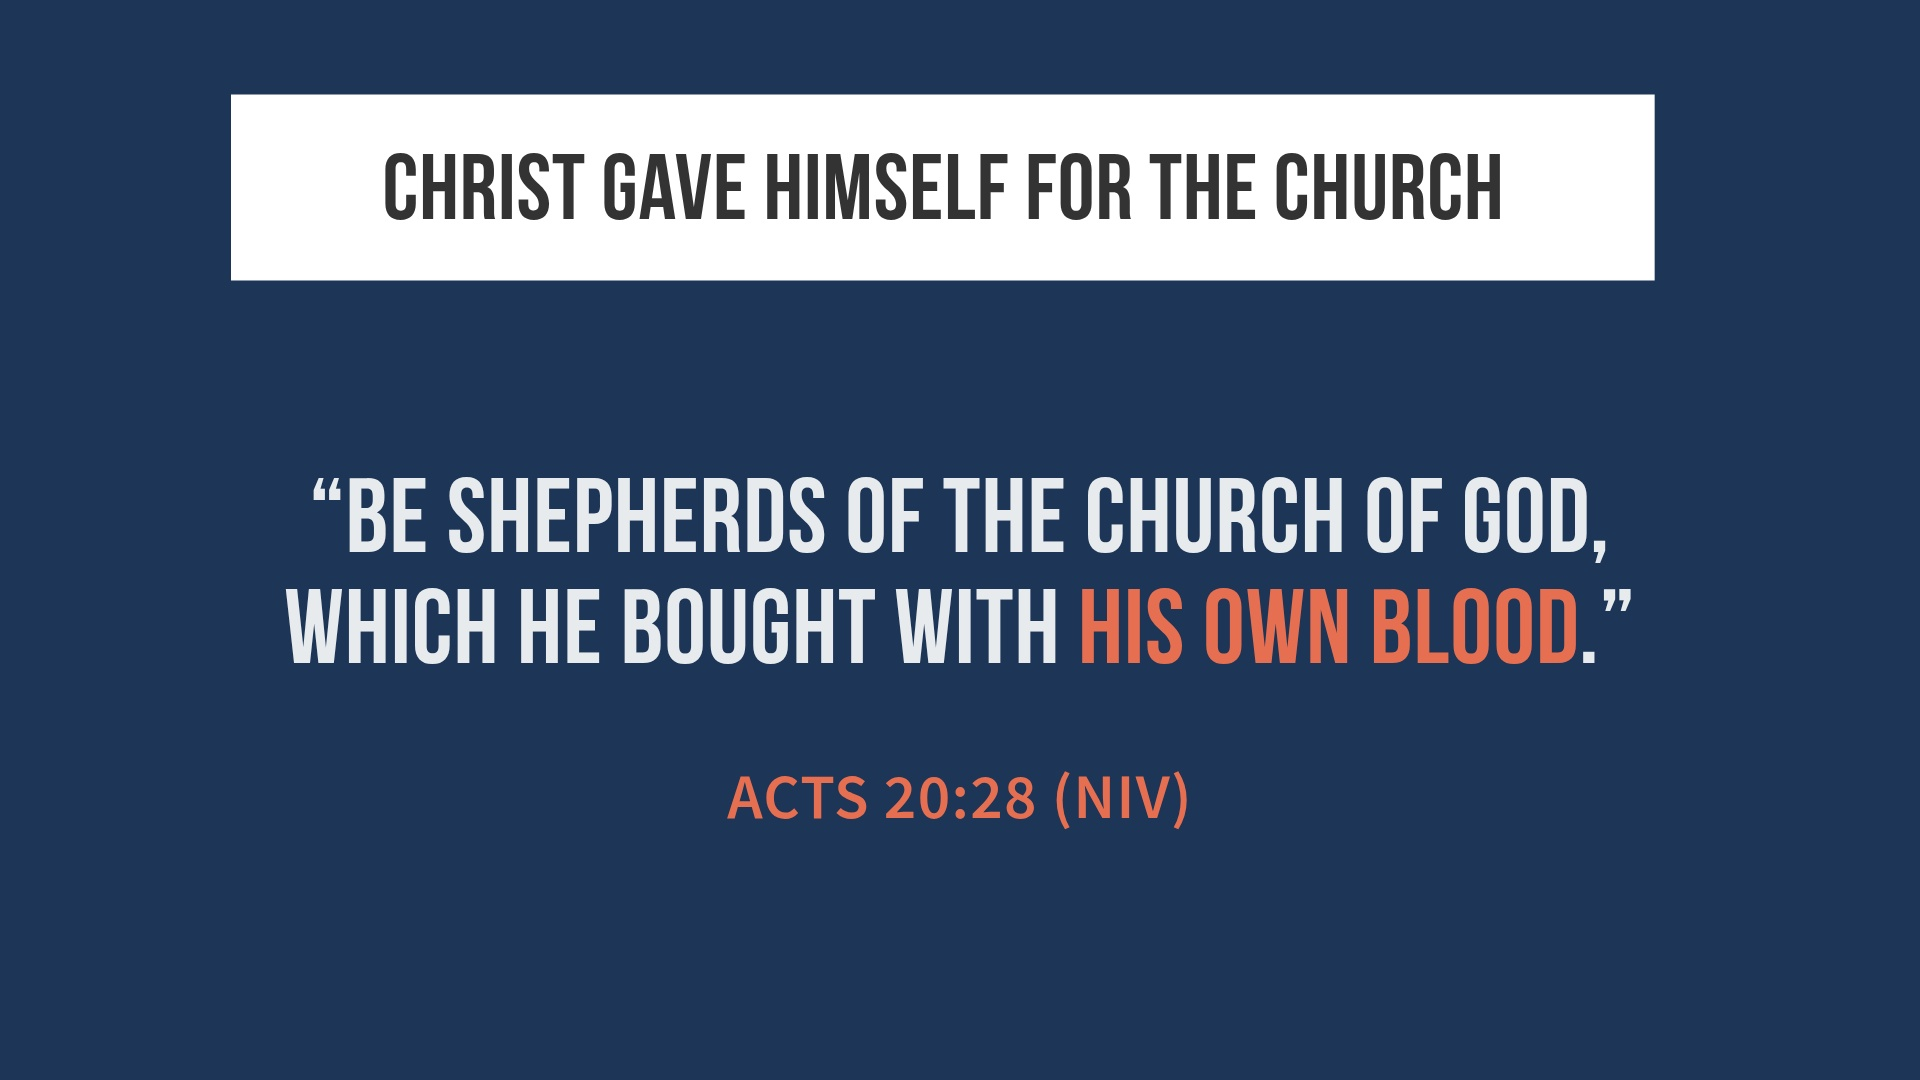 CHRIST GAVE HIMSELF FOR THE CHURCH
“BE SHEPHERDS OF THE CHURCH OF GOD,
WHICH HE BOUGHT WITH HIS OWN BLOOD.”
ACTS 20:28 (NIV)